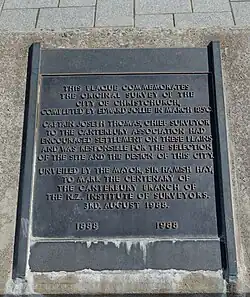 THIS PLAQUE COMMEMORATES
THE ORIGINAL SURVEY OF THE
CITY OF CHRISTCHURCH,
COMPLETED BY EDWARD JOLLIE IN MARCH 1850.
CAPTAIN JOSEPH THOMAS, CHIEF SURVEYOR
TO THE CANTERBURY ASSOCIATION HAD
ENCOURAGED SETTLEMENT OF THESE PLAINS
AND WAS RESPONSIBLE FOR THE SELECTION
OF THE SITE AND THE DESIGN OF THIS CITY.
UNVEILED BY THE MAYOR, SIR HAMISH HAY,
TO MARK THE CENTENARY OF
THE CANTERBURY BRANCH OF
THE N.Z. INSTITUTE OF SURVEYORS.
3RD. AUGUST 1988.
1888 1988